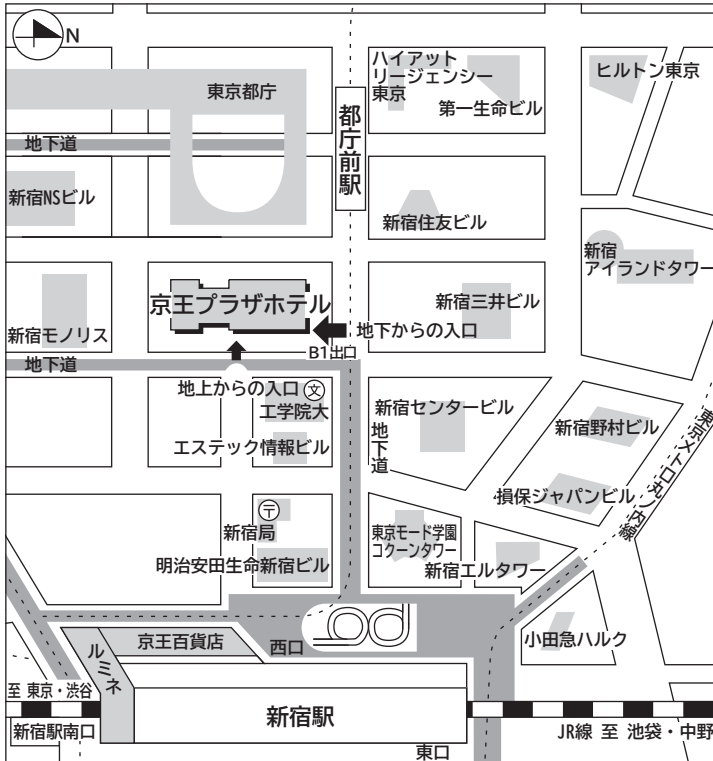 N
東京都庁
ハイアット
リージェンシー
東京
第一生命ビル
ヒルトン東京
都庁前駅
地下道
新宿NSビル
新宿住友ビル
新宿
アイランドタワー
京王プラザホテル
新宿三井ビル
新宿モノリス
地下からの入口
B1出口
地下道
地上からの入口
文
工学院大
新宿センタービル
地下道
新宿野村ビル
エステック情報ビル
東京メトロ丸ノ内線
損保ジャパンビル
〒
新宿局
東京モード学園
コクーンタワー
明治安田生命新宿ビル
新宿エルタワー
京王百貨店
西口
小田急ハルク
ルミネ
至 東京・渋谷
新宿駅
新宿駅南口
JR線 至 池袋・中野
東口